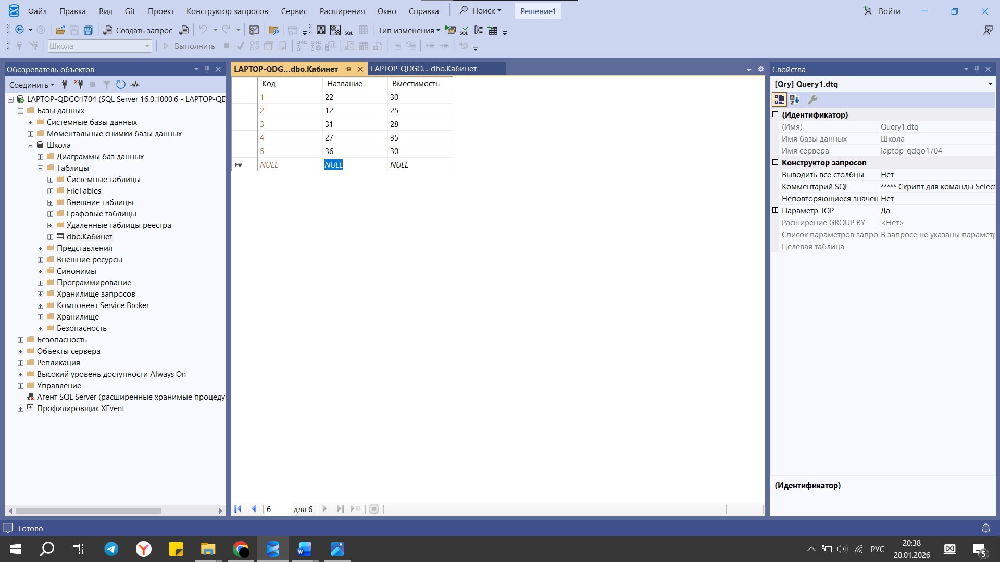 Файл Правка Вид Git Проект Конструктор запросов Сервис Расширения Окно Справка Поиск Решение1 Войти
Создать запрос SQL Тип изменения SQL
Школа Выполнить
Обозреватель объектов
Соединить
LAPTOP-QDGO1704 (SQL Server 16.0.1000.6 - LAPTOP-QD
Базы данных
Системные базы данных
Моментальные снимки базы данных
Школа
Диаграммы баз данных
Таблицы
Системные таблицы
FileTables
Внешние таблицы
Графовые таблицы
Удаленные таблицы реестра
dbo.Кабинет
Представления
Внешние ресурсы
Синонимы
Программирование
Хранилище запросов
Компонент Service Broker
Хранилище
Безопасность
Безопасность
Объекты сервера
Репликация
Высокий уровень доступности Always On
Управление
Агент SQL Server (расширенные хранимые процеду
Профилировщик XEvent
LAPTOP-QDG...dbo.Кабинет LAPTOP-QDGO... dbo.Кабинет
Код Название Вместимость
1 22 30
2 12 25
3 31 28
4 27 35
5 36 30
NULL NULL NULL
6 для 6
Свойства
[Qry] Query1.dtq
(Идентификатор)
(Имя) Query1.dtq
Имя базы данных Школа
Имя сервера laptop-qdgo1704
Конструктор запросов
Выводить все столбцы Нет
Комментарий SQL ***** Скрипт для команды Select
Неповторяющиеся значен Нет
Параметр TOP Да
Расширение GROUP BY <Нет>
Список параметров запро В запросе не указаны параметр
Целевая таблица
(Идентификатор)
Готово
РУС 20:38
28.01.2026
5